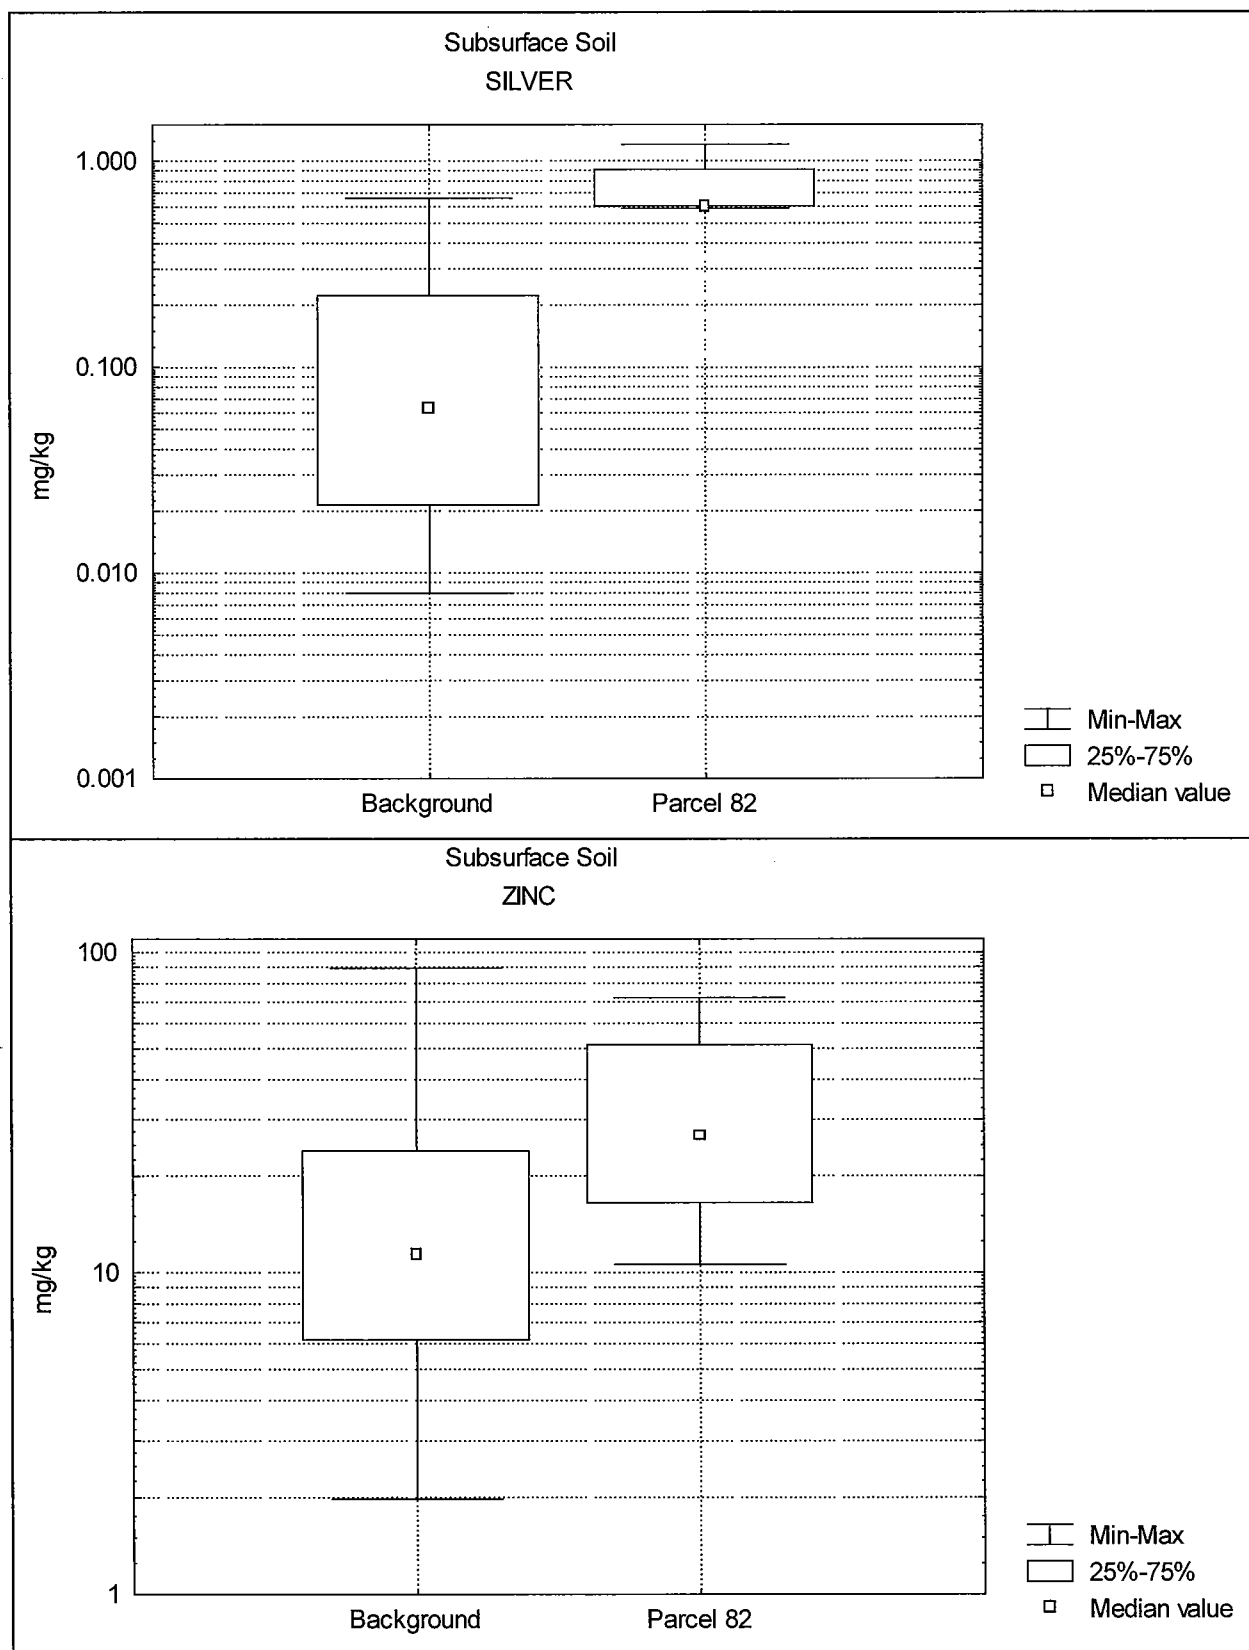 Subsurface Soil
SILVER
1.000
0.100
0.010
0.001
mg/kg
Background
Parcel 82
Min-Max
25%-75%
Median value
Subsurface Soil
ZINC
100
10
1
mg/kg
Background
Parcel 82
Min-Max
25%-75%
Median value